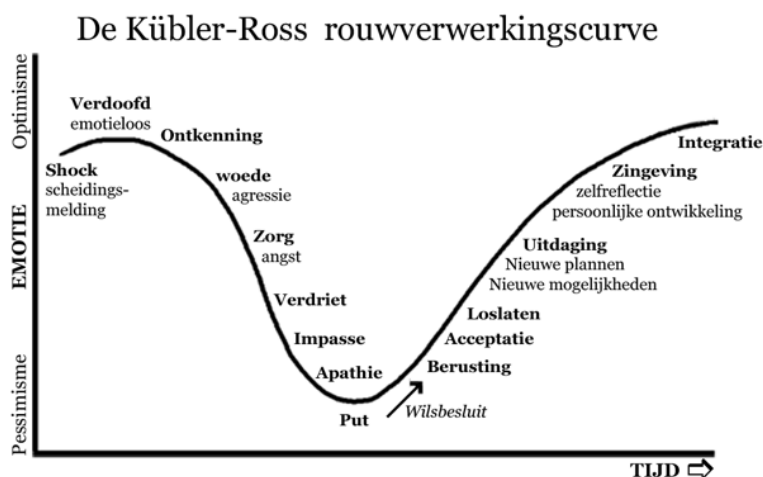 De Kübler-Ross rouwverwerkingscurve
Optimisme
EMOTIE
Pessimisme
Verdoofd
emotieloos
Ontkenning
Shock
scheidings-
melding
woede
agressie
Zorg
angst
Verdriet
Impasse
Apathie
Put
Wilsbesluit
Berusting
Acceptatie
Loslaten
Uitdaging
Nieuwe plannen
Nieuwe mogelijkheden
Zingeving
zelfreflectie
persoonlijke ontwikkeling
Integratie
TIJD